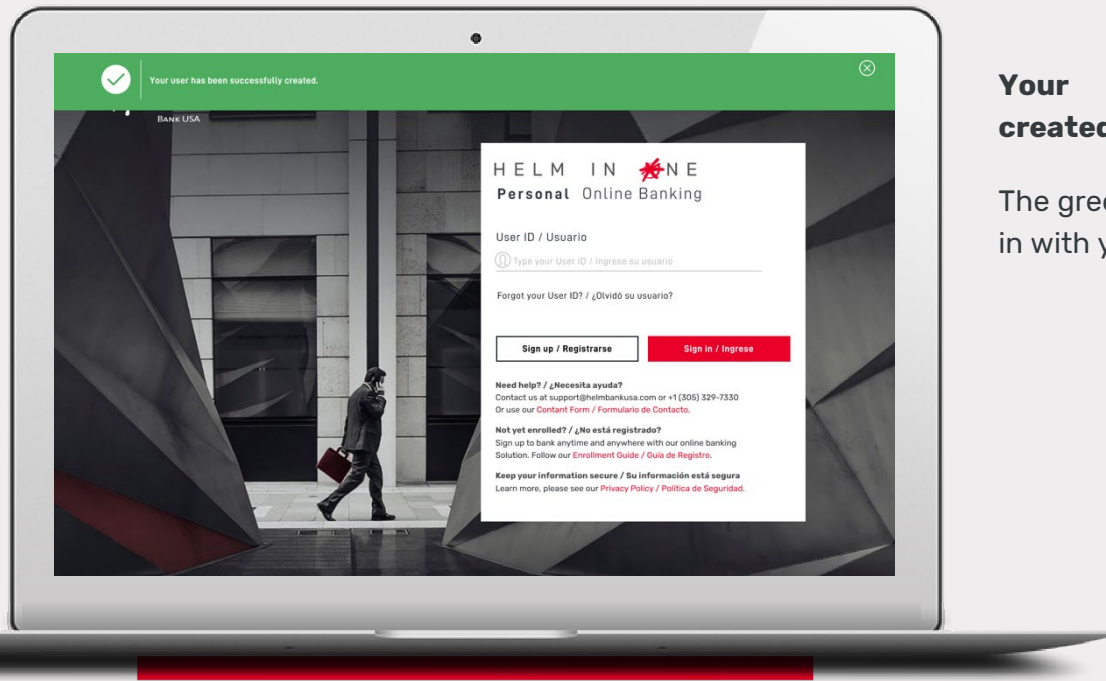 Your user has been successfully created.
BANK USA
HELM IN ONE
Personal Online Banking
User ID / Usuario
Type your User ID / Ingrese su usuario
Forgot your User ID? / ¿Olvidó su usuario?
Sign up / Registrarse
Sign in / Ingrese
Need help? / ¿Necesita ayuda?
Contact us at support@helmbankusa.com or +1 (305) 329-7330
Or use our Contant Form / Formulario de Contacto.
Not yet enrolled? / ¿No está registrado?
Sign up to bank anytime and anywhere with our online banking
Solution. Follow our Enrollment Guide / Guía de Registro.
Keep your information secure / Su información está segura
Learn more, please see our Privacy Policy / Política de Seguridad.
Your
created
The gree
in with y